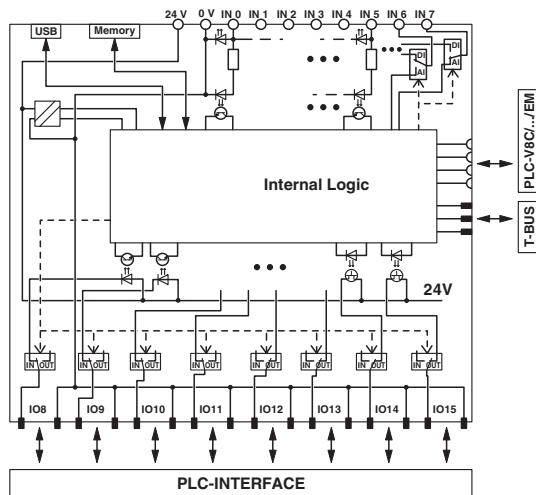 24 V 0 V IN 0 IN 1 IN 2 IN 3 IN 4 IN 5 IN 6 IN 7
USB
Memory
DI
AI
DI
AI
Internal Logic
PLC-V8C/.../EM
T-BUS
24V
IN OUT IN OUT IN OUT IN OUT IN OUT IN OUT IN OUT IN OUT
IO8 IO9 IO10 IO11 IO12 IO13 IO14 IO15
PLC-INTERFACE